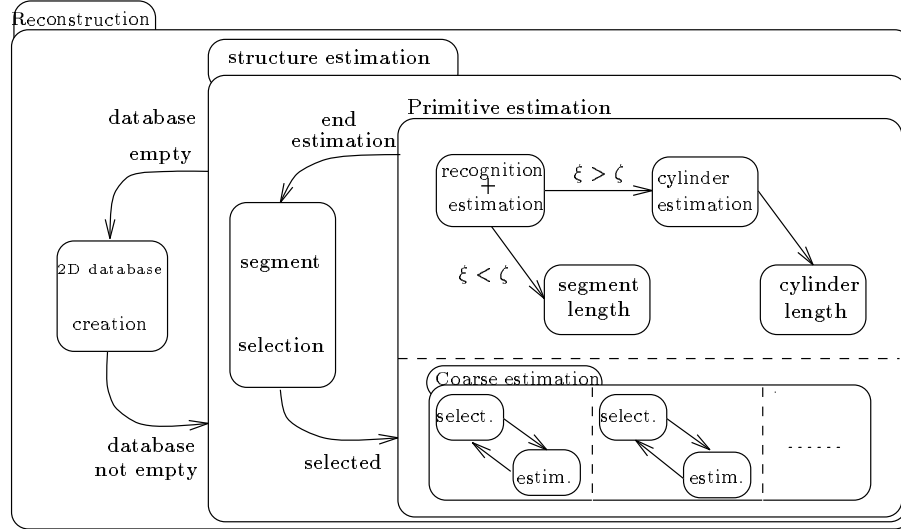 Reconstruction
structure estimation
Primitive estimation
database
empty
end
estimation
recognition
+
estimation
ξ > ζ
cylinder
estimation
2D database
creation
segment
selection
ξ < ζ
segment
length
cylinder
length
database
not empty
selected
Coarse estimation
select.
estim.
select.
estim.
......